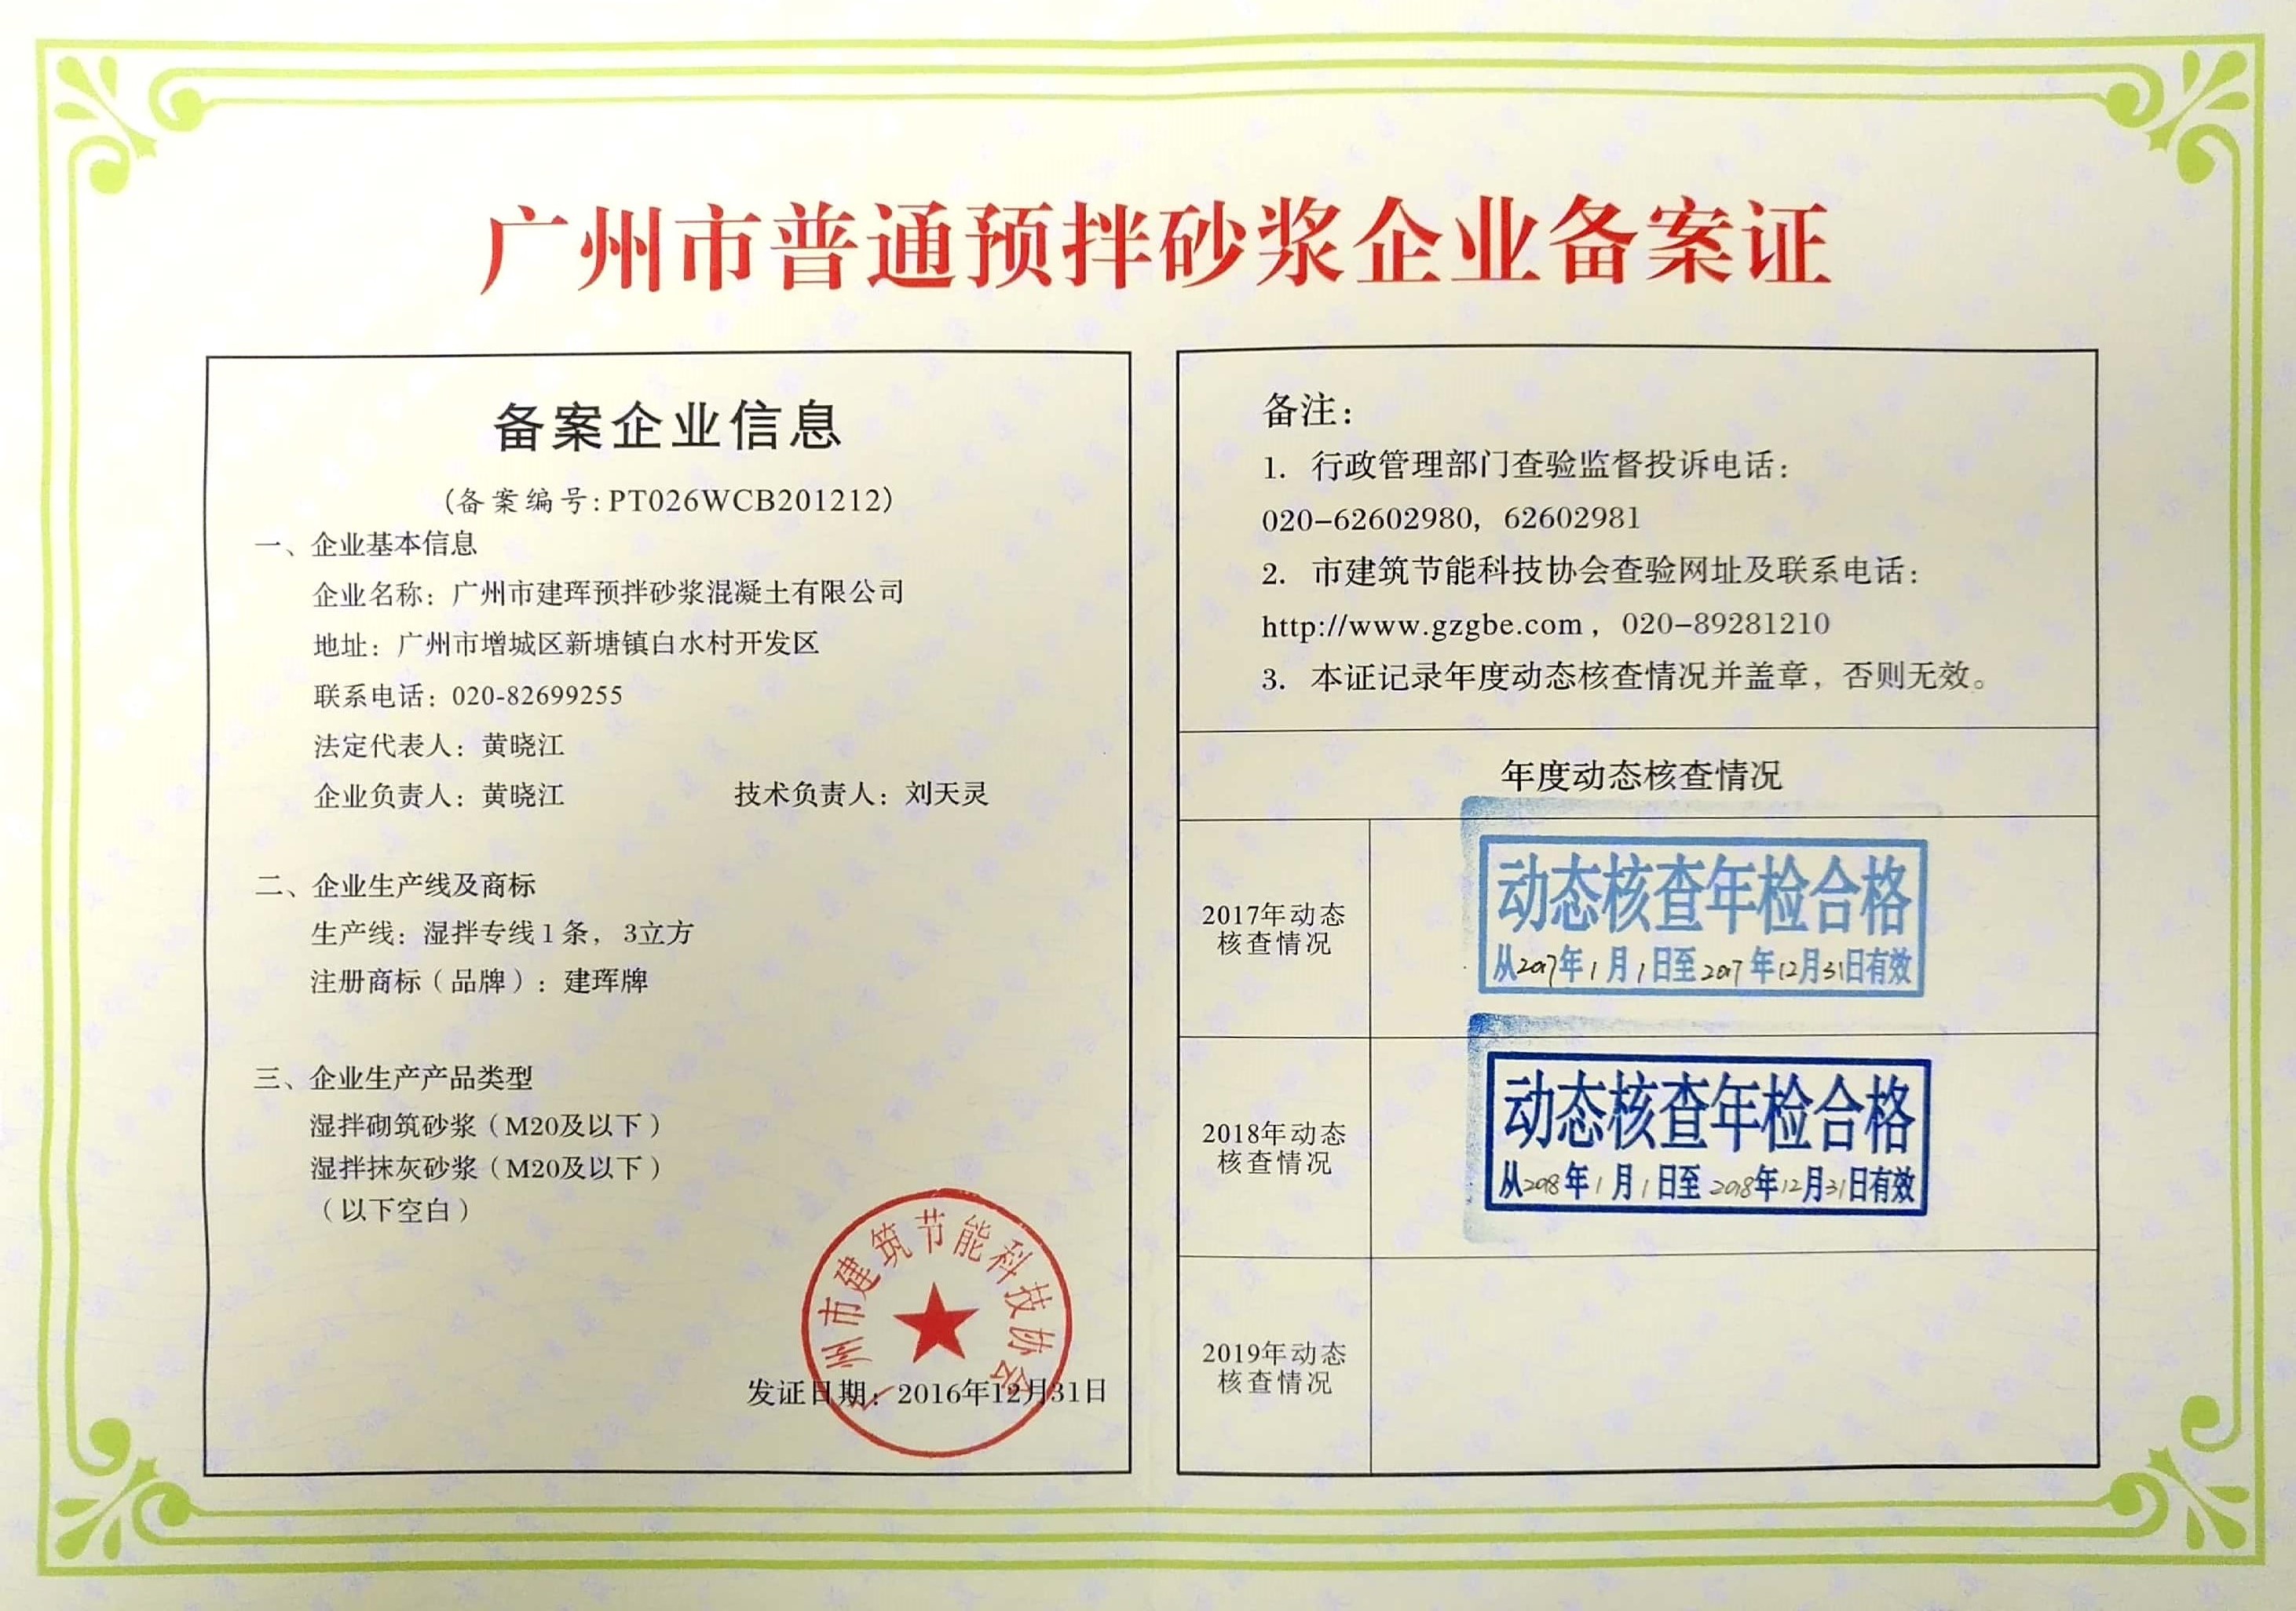 广州市普通预拌砂浆企业备案证
备案企业信息
(备案编号:PT026WCB201212)
一、企业基本信息
企业名称：广州市建珲预拌砂浆混凝土有限公司
地址：广州市增城区新塘镇白水村开发区
联系电话：020-82699255
法定代表人：黄晓江
企业负责人：黄晓江 技术负责人：刘天灵
二、企业生产线及商标
生产线：湿拌专线1条，3立方
注册商标（品牌）：建珲牌
三、企业生产产品类型
湿拌砌筑砂浆（M20及以下）
湿拌抹灰砂浆（M20及以下）
（以下空白）
广州市建筑节能科技协会
发证日期：2016年12月31日
备注：
1. 行政管理部门查验监督投诉电话：
020-62602980，62602981
2. 市建筑节能科技协会查验网址及联系电话：
http://www.gzgbe.com，020-89281210
3. 本证记录年度动态核查情况并盖章，否则无效。
年度动态核查情况
2017年动态
核查情况
动态核查年检合格
从2017年1月1日至2017年12月31日有效
2018年动态
核查情况
动态核查年检合格
从2018年1月1日至2018年12月31日有效
2019年动态
核查情况